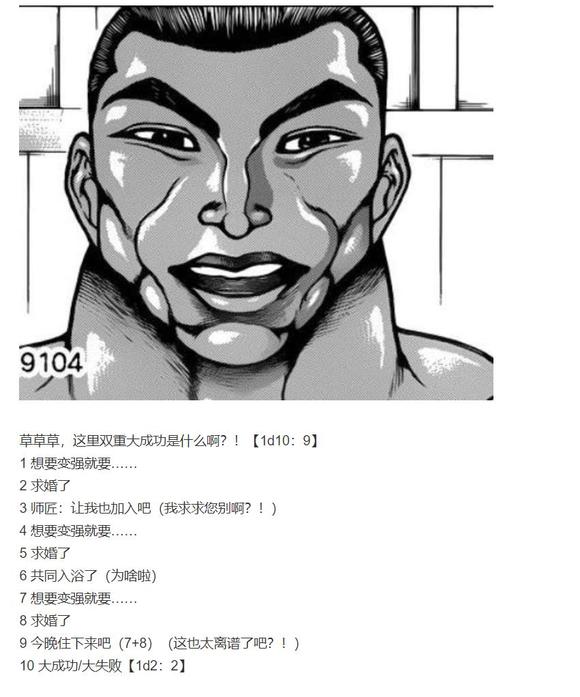 9104
草草草，这里双重大成功是什么啊？！【1d10：9】
1 想要变强就要……
2 求婚了
3 师匠：让我也加入吧（我求求您别啊？！）
4 想要变强就要……
5 求婚了
6 共同入浴了（为啥啦）
7 想要变强就要……
8 求婚了
9 今晚住下来吧（7+8）（这也太离谱了吧？！）
10 大成功/大失败【1d2：2】